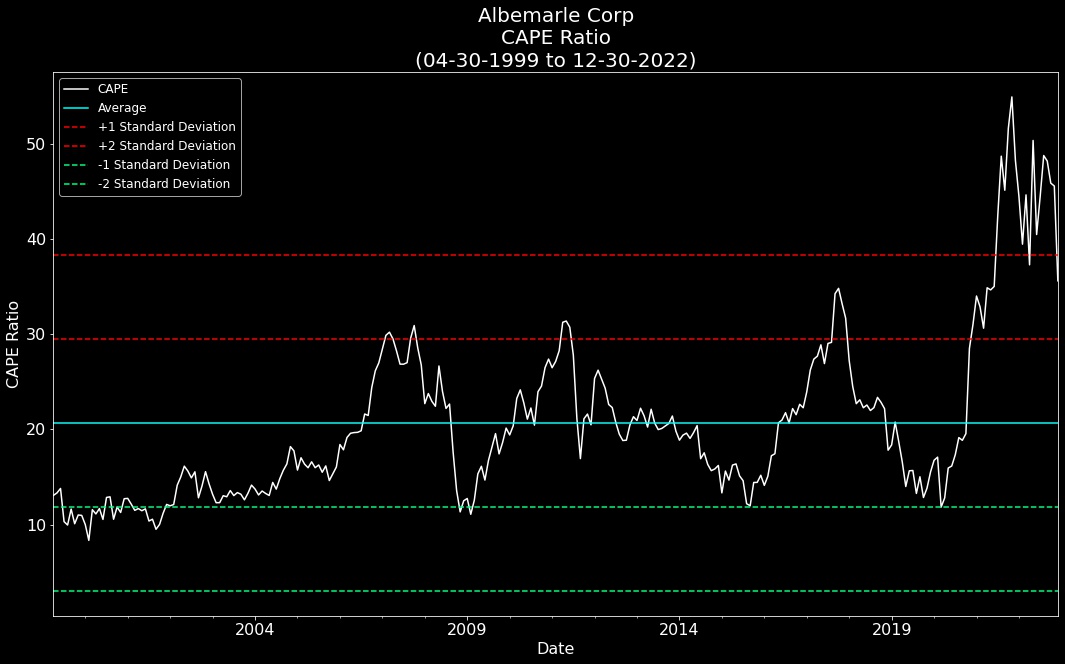 Albemarle Corp
CAPE Ratio
(04-30-1999 to 12-30-2022)
CAPE
Average
+1 Standard Deviation
+2 Standard Deviation
-1 Standard Deviation
-2 Standard Deviation
50
40
30
20
10
CAPE Ratio
2004
2009
2014
2019
Date